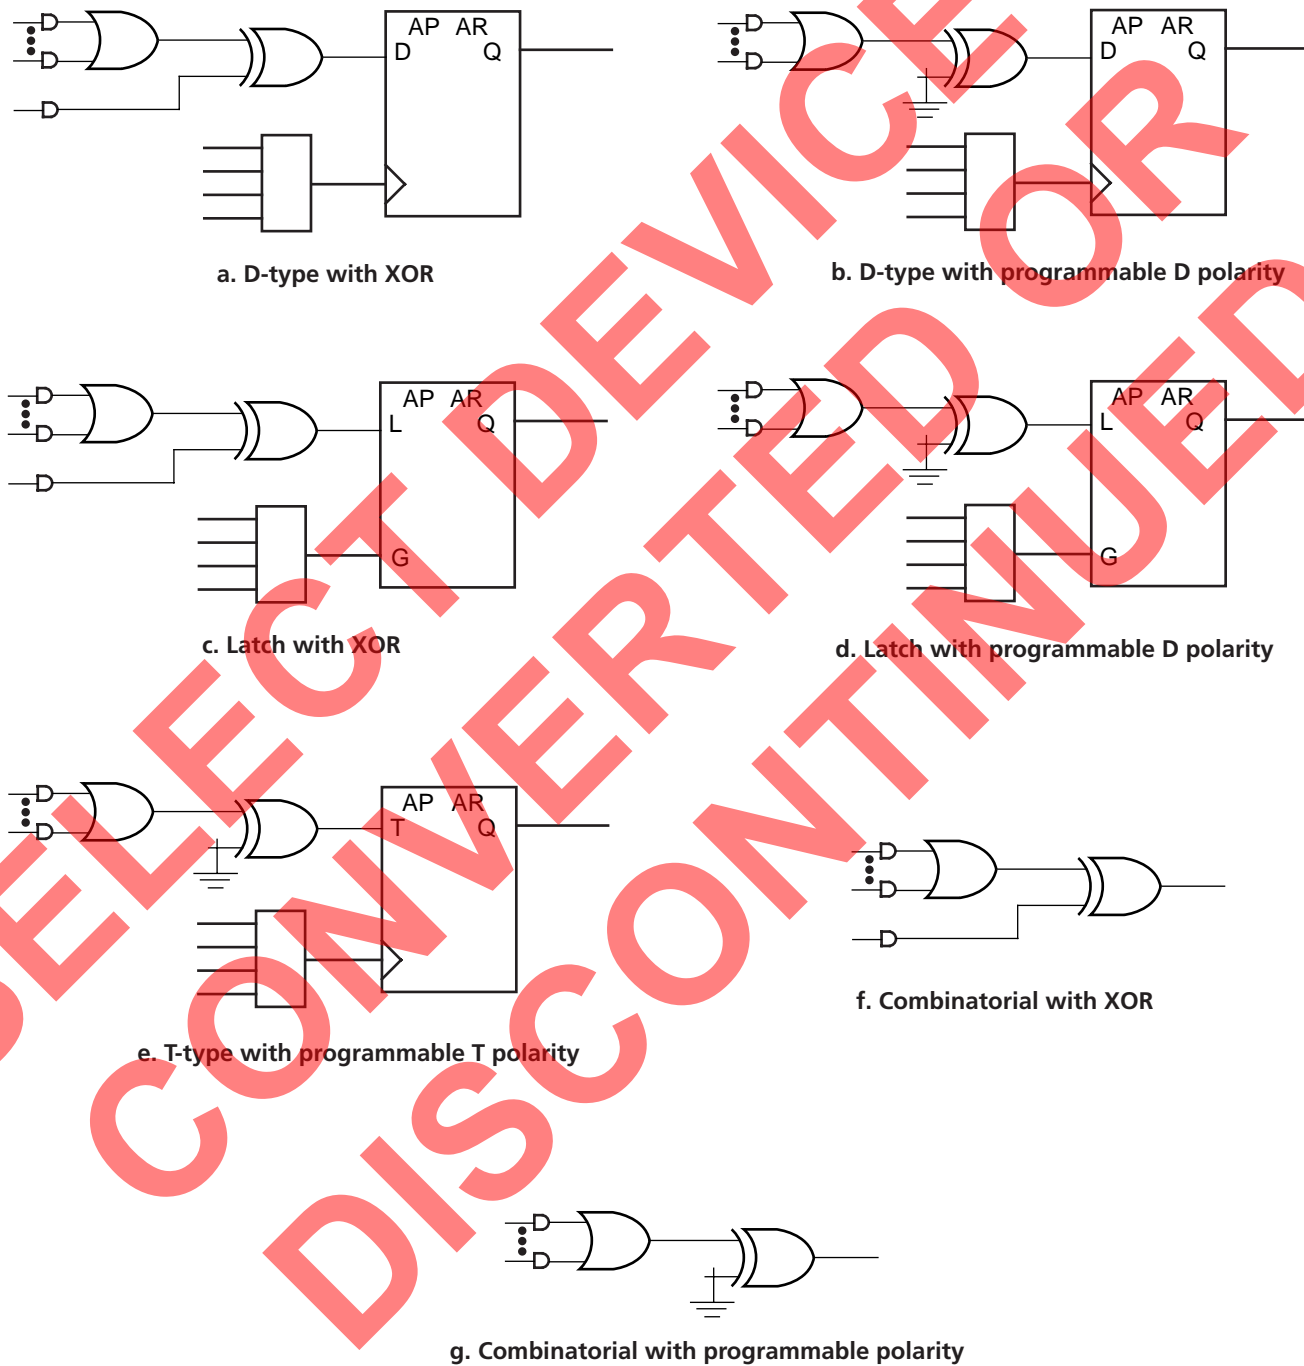 AP AR
D Q
a. D-type with XOR
AP AR
D Q
b. D-type with programmable D polarity
AP AR
L Q
G
c. Latch with XOR
AP AR
L Q
G
d. Latch with programmable D polarity
AP AR
T Q
e. T-type with programmable T polarity
f. Combinatorial with XOR
g. Combinatorial with programmable polarity
SELECT DEVICE
CONVERTED OR
DISCONTINUED